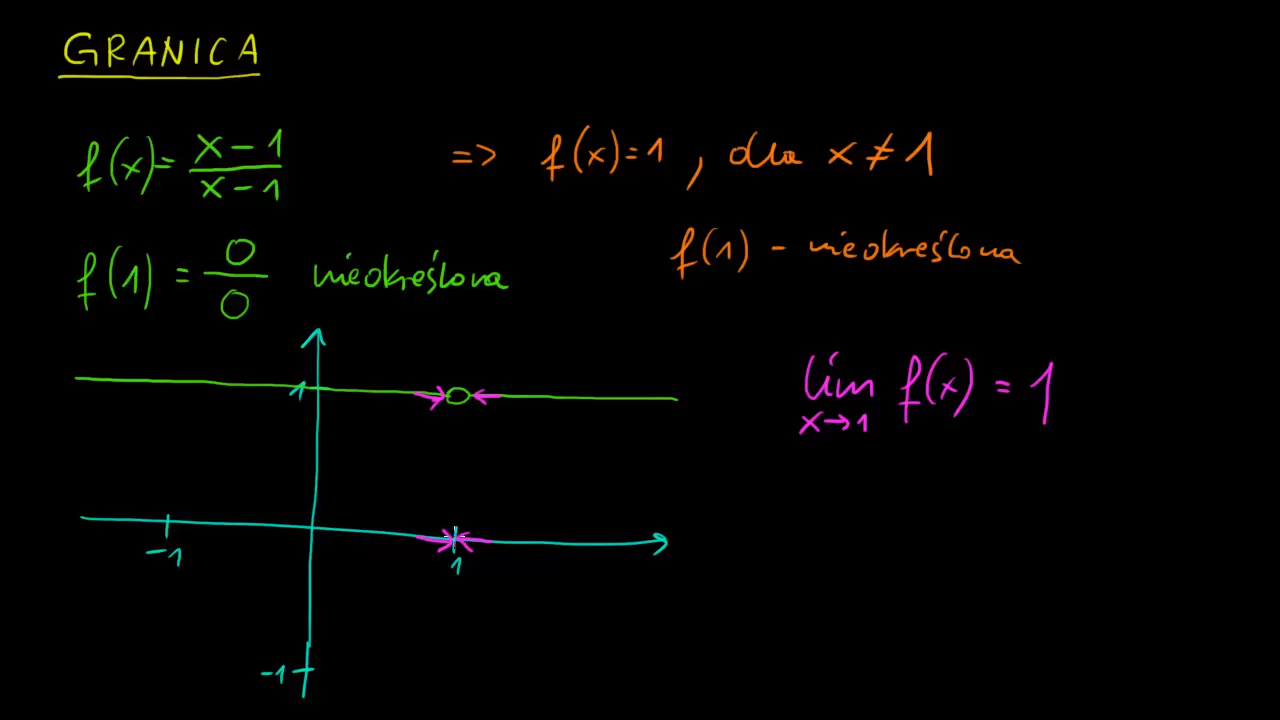 GRANICA
f(x)= x-1 / x-1 => f(x)=1, dla x≠1
f(1) = 0/0 nieokreślona f(1) - nieokreślona
lim x→1 f(x) = 1
1
-1
1
-1